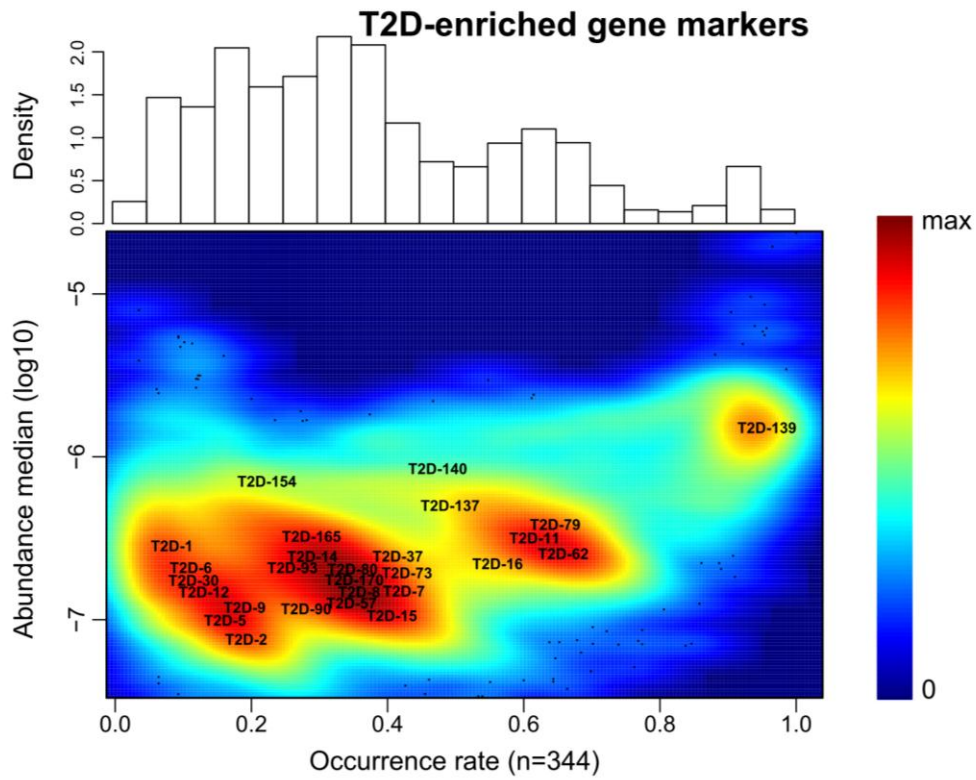 T2D-enriched gene markers
Density
2.0
1.5
1.0
0.5
0.0
max
0
Abundance median (log10)
−5
−6
−7
T2D-139
T2D-140
T2D-154
T2D-137
T2D-79
T2D-165
T2D-11
T2D-1
T2D-62
T2D-14
T2D-37
T2D-16
T2D-6
T2D-93
T2D-80
T2D-73
T2D-30
T2D-170
T2D-12
T2D-8
T2D-7
T2D-9
T2D-90
T2D-57
T2D-5
T2D-15
T2D-2
0.0 0.2 0.4 0.6 0.8 1.0
Occurrence rate (n=344)